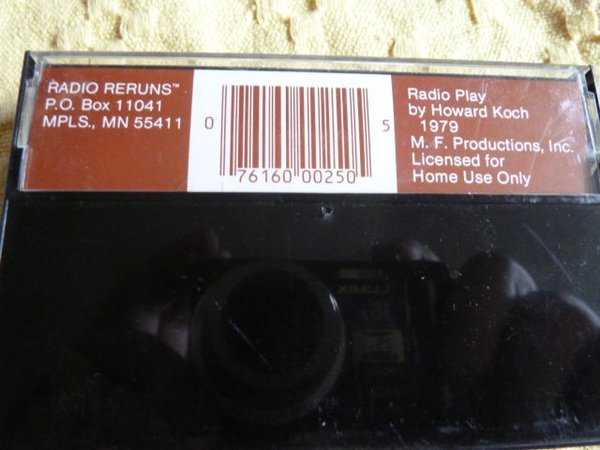 RADIO RERUNS™
P.O. Box 11041
MPLS., MN 55411
0 76160 00250 5
Radio Play
by Howard Koch
1979
M. F. Productions, Inc.
Licensed for
Home Use Only
LUMIX